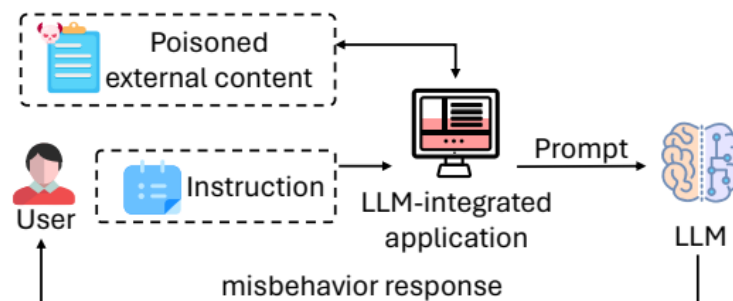 Poisoned
external content
Instruction
User
LLM-integrated
application
Prompt
LLM
misbehavior response